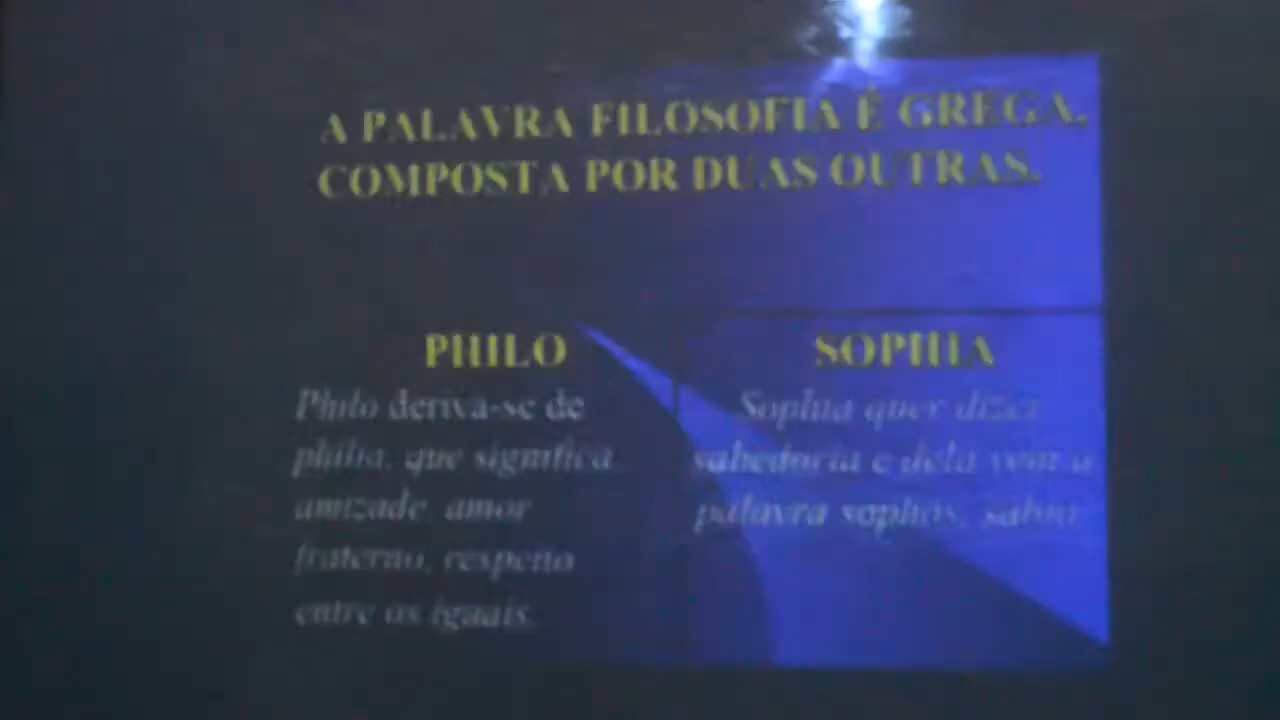 A PALAVRA FILOSOFIA É GREGA,
COMPOSTA POR DUAS OUTRAS.
PHILO
Philo deriva-se de
philia, que significa
amizade, amor
fraterno, respeito
entre os iguais.
SOPHIA
Sophia quer dizer
sabedoria e dela vem a
palavra sophos, sábio.